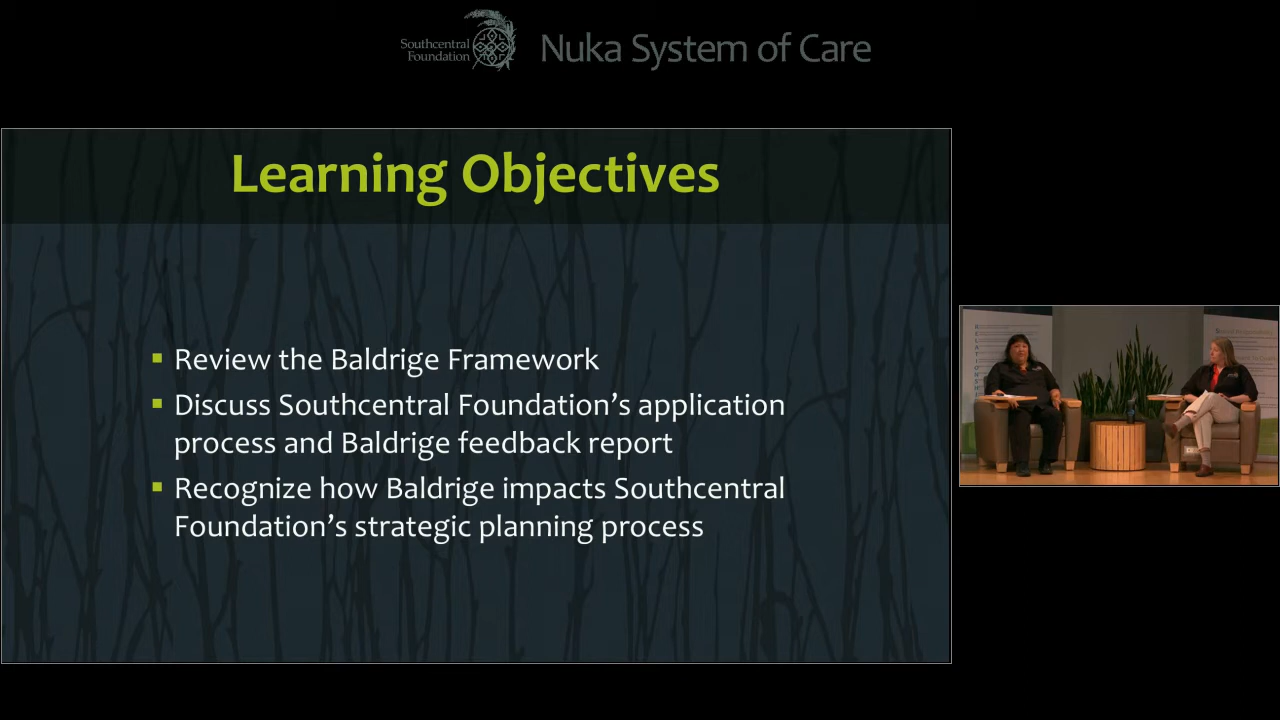 Southcentral
Foundation
Nuka System of Care
Learning Objectives
▪ Review the Baldrige Framework
▪ Discuss Southcentral Foundation’s application
process and Baldrige feedback report
▪ Recognize how Baldrige impacts Southcentral
Foundation’s strategic planning process